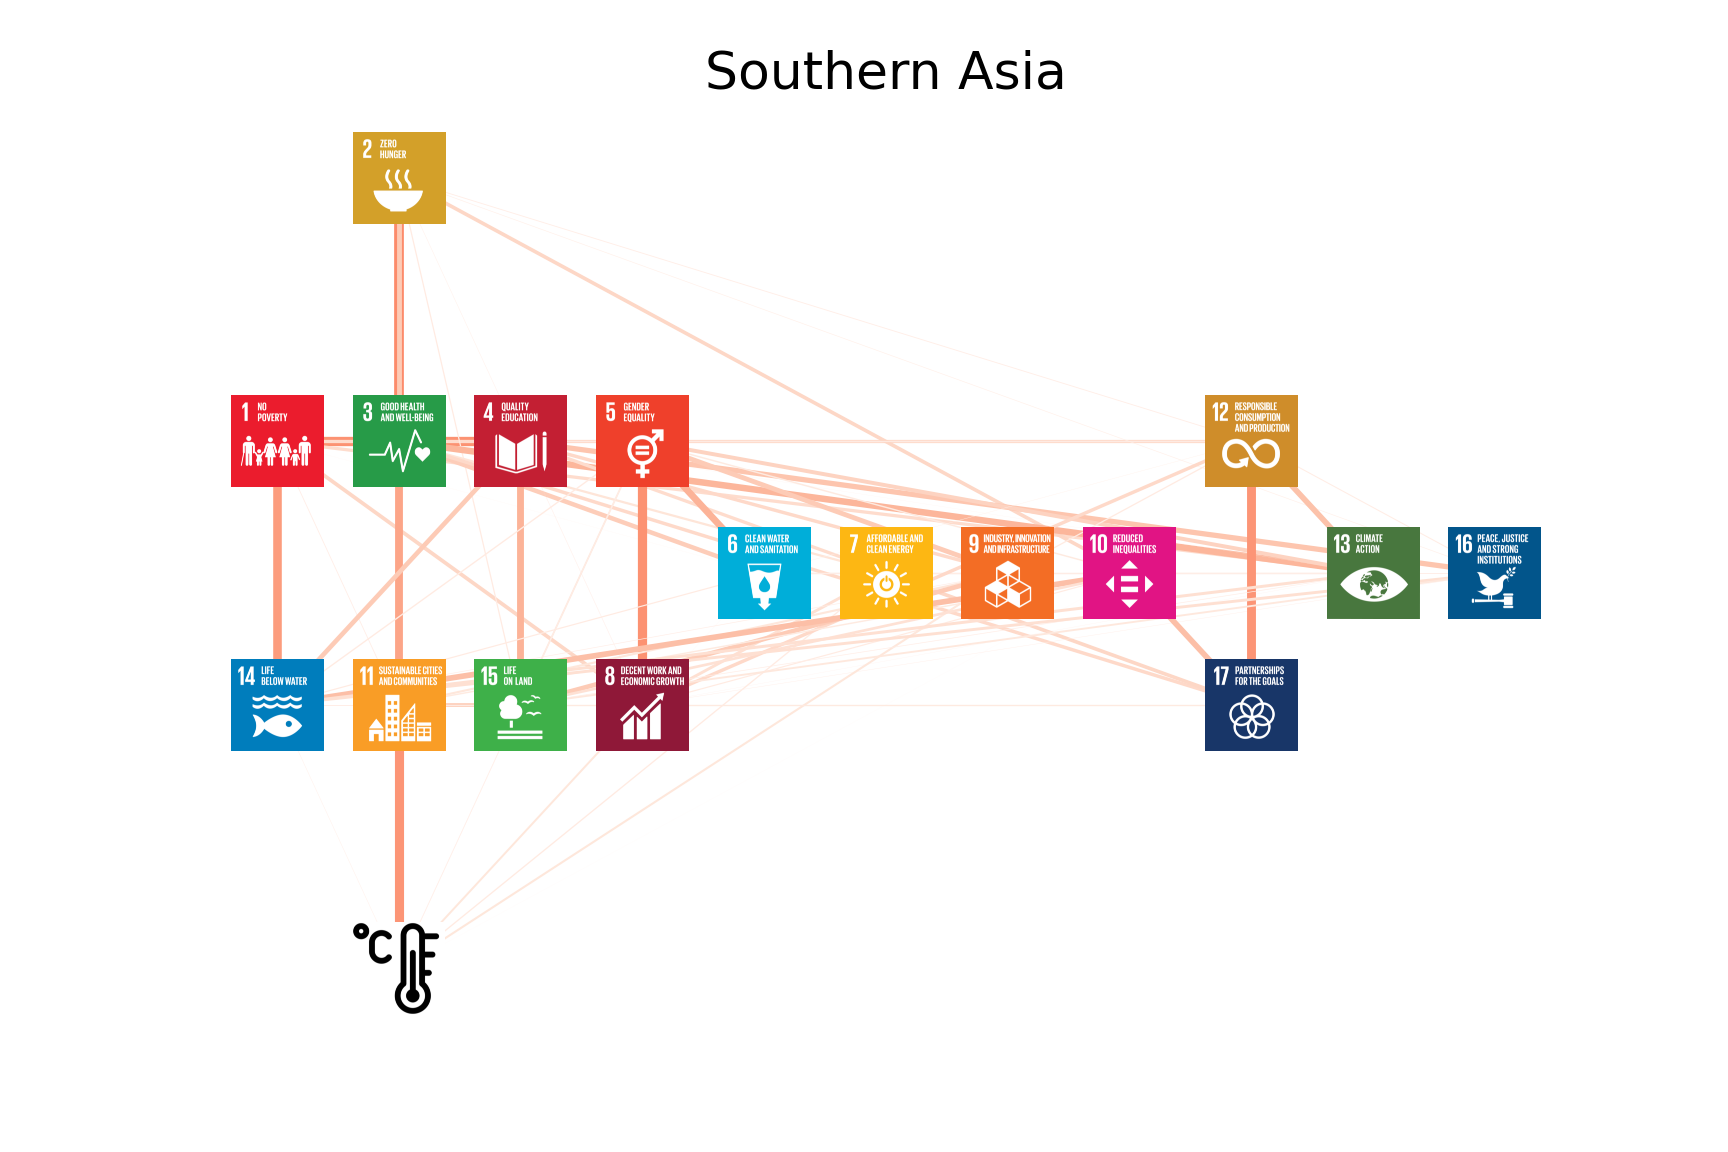 Southern Asia
2 ZERO
HUNGER
1 NO
POVERTY
3 GOOD HEALTH
AND WELL-BEING
4 QUALITY
EDUCATION
5 GENDER
EQUALITY
12 RESPONSIBLE
CONSUMPTION
AND PRODUCTION
6 CLEAN WATER
AND SANITATION
7 AFFORDABLE AND
CLEAN ENERGY
9 INDUSTRY, INNOVATION
AND INFRASTRUCTURE
10 REDUCED
INEQUALITIES
13 CLIMATE
ACTION
16 PEACE, JUSTICE
AND STRONG
INSTITUTIONS
14 LIFE
BELOW WATER
11 SUSTAINABLE CITIES
AND COMMUNITIES
15 LIFE
ON LAND
8 DECENT WORK AND
ECONOMIC GROWTH
17 PARTNERSHIPS
FOR THE GOALS
°C